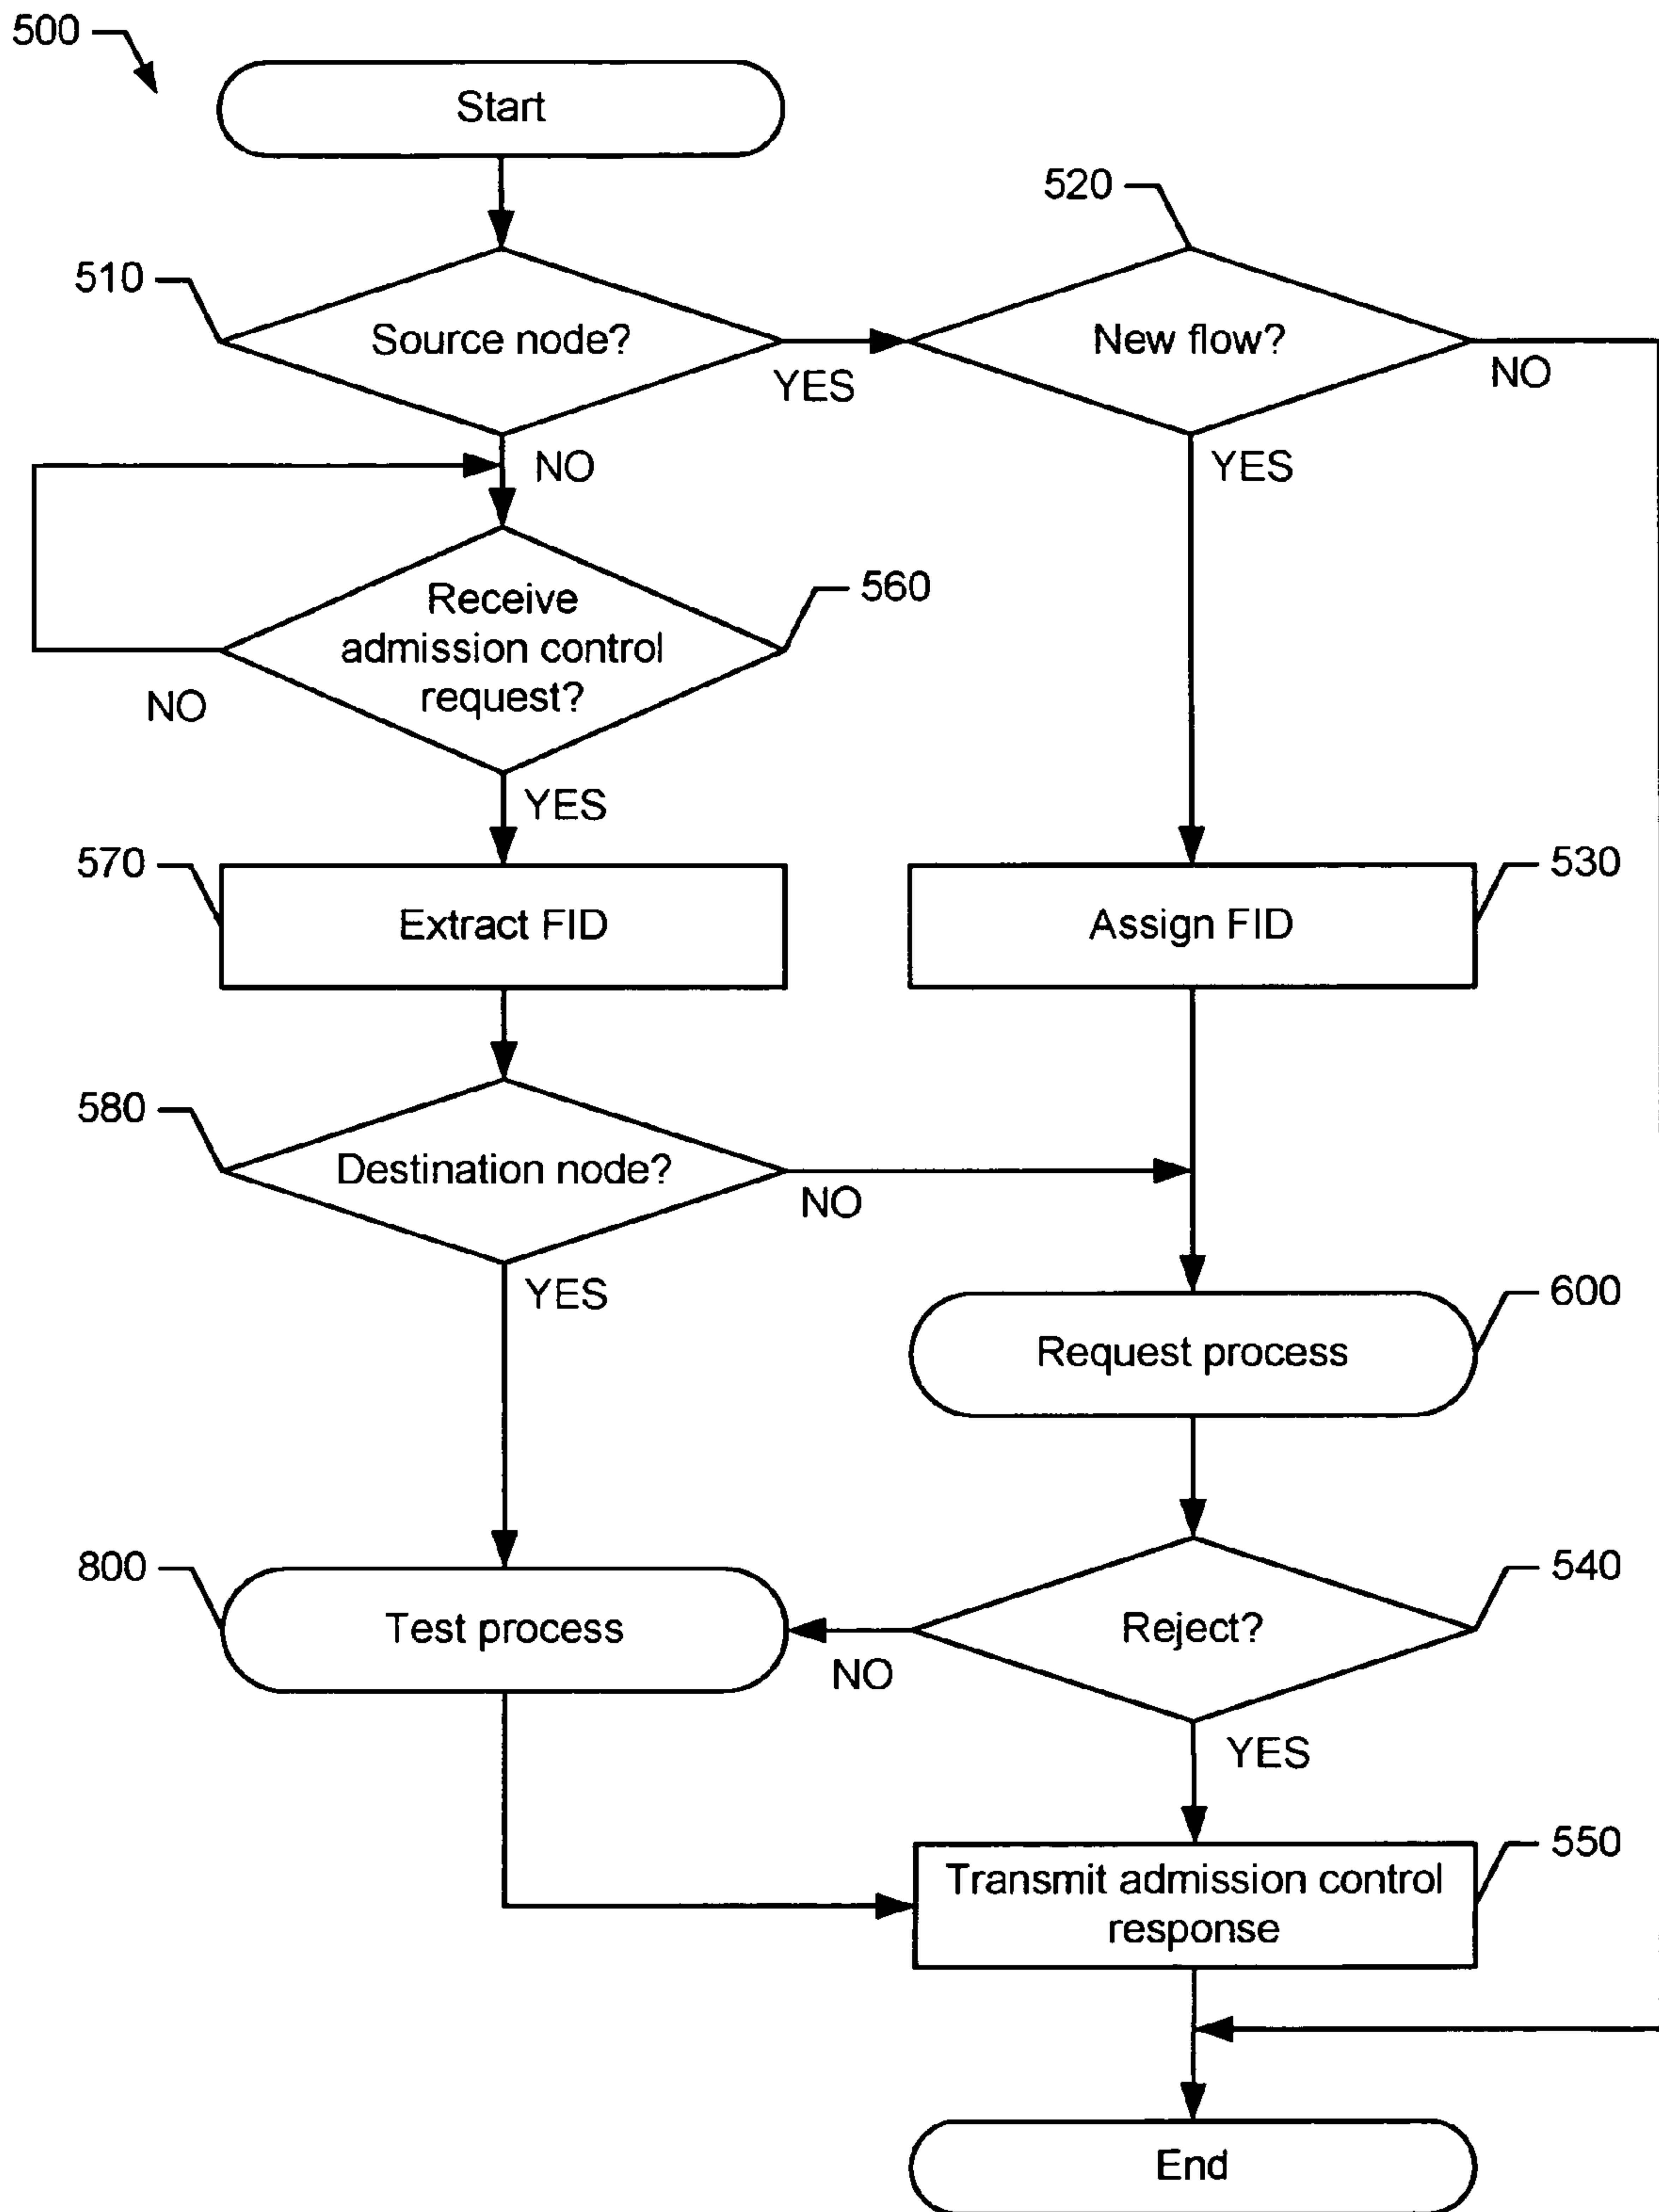 500
Start
520
510
Source node?
New flow?
YES
NO
NO
YES
Receive
admission control
request?
560
NO
YES
570
Extract FID
530
Assign FID
580
Destination node?
NO
YES
600
Request process
800
Test process
540
Reject?
NO
YES
550
Transmit admission control
response
End